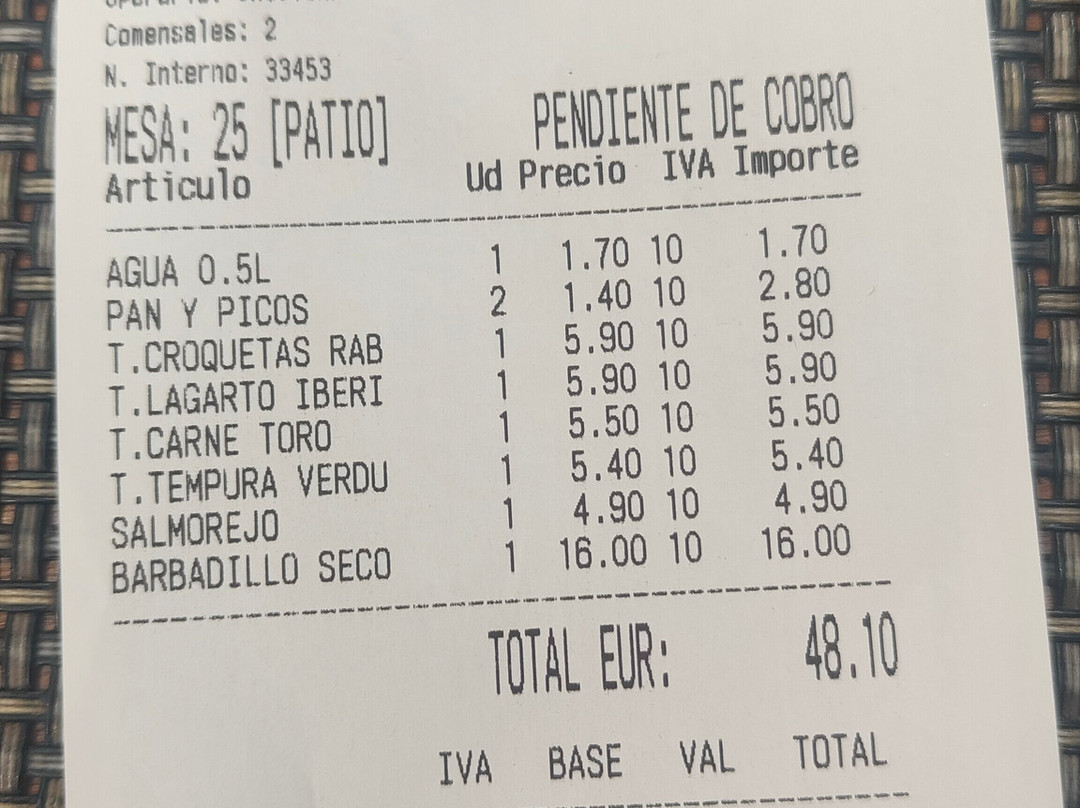 Comensales: 2
N. Interno: 33453
MESA: 25 [PATIO] PENDIENTE DE COBRO
Articulo Ud Precio IVA Importe
AGUA 0.5L 1 1.70 10 1.70
PAN Y PICOS 2 1.40 10 2.80
T.CROQUETAS RAB 1 5.90 10 5.90
T.LAGARTO IBERI 1 5.90 10 5.90
T.CARNE TORO 1 5.50 10 5.50
T.TEMPURA VERDU 1 5.40 10 5.40
SALMOREJO 1 4.90 10 4.90
BARBADILLO SECO 1 16.00 10 16.00
TOTAL EUR: 48.10
IVA BASE VAL TOTAL